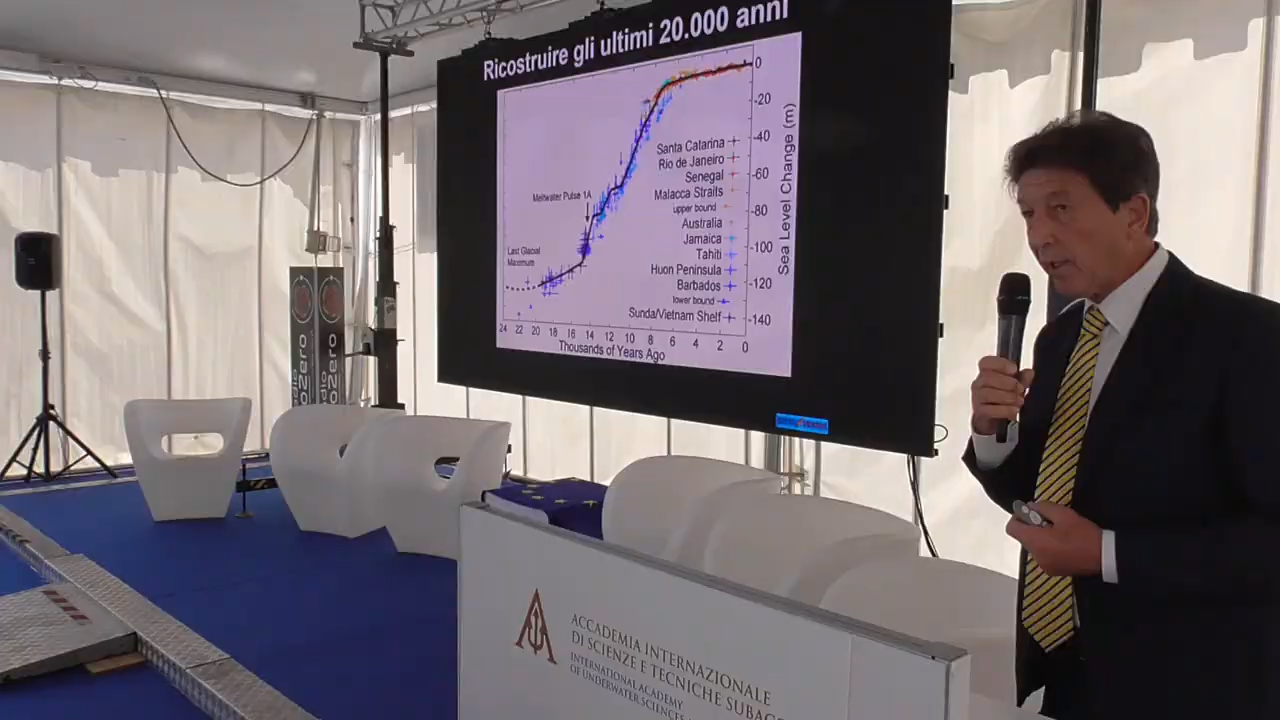 Ricostruire gli ultimi 20.000 anni
0
-20
-40
-60
-80
-100
-120
-140
Sea Level Change (m)
Santa Catarina
Rio de Janeiro
Senegal
Malacca Straits
upper bound
Australia
Jamaica
Tahiti
Huon Peninsula
Barbados
lower bound
Sunda/Vietnam Shelf
Meltwater Pulse 1A
Last Glacial
Maximum
24 22 20 18 16 14 12 10 8 6 4 2 0
Thousands of Years Ago
ACCADEMIA INTERNAZIONALE
DI SCIENZE E TECNICHE
INTERNATIONAL ACADEMY
OF UNDERWATER SCIENCES